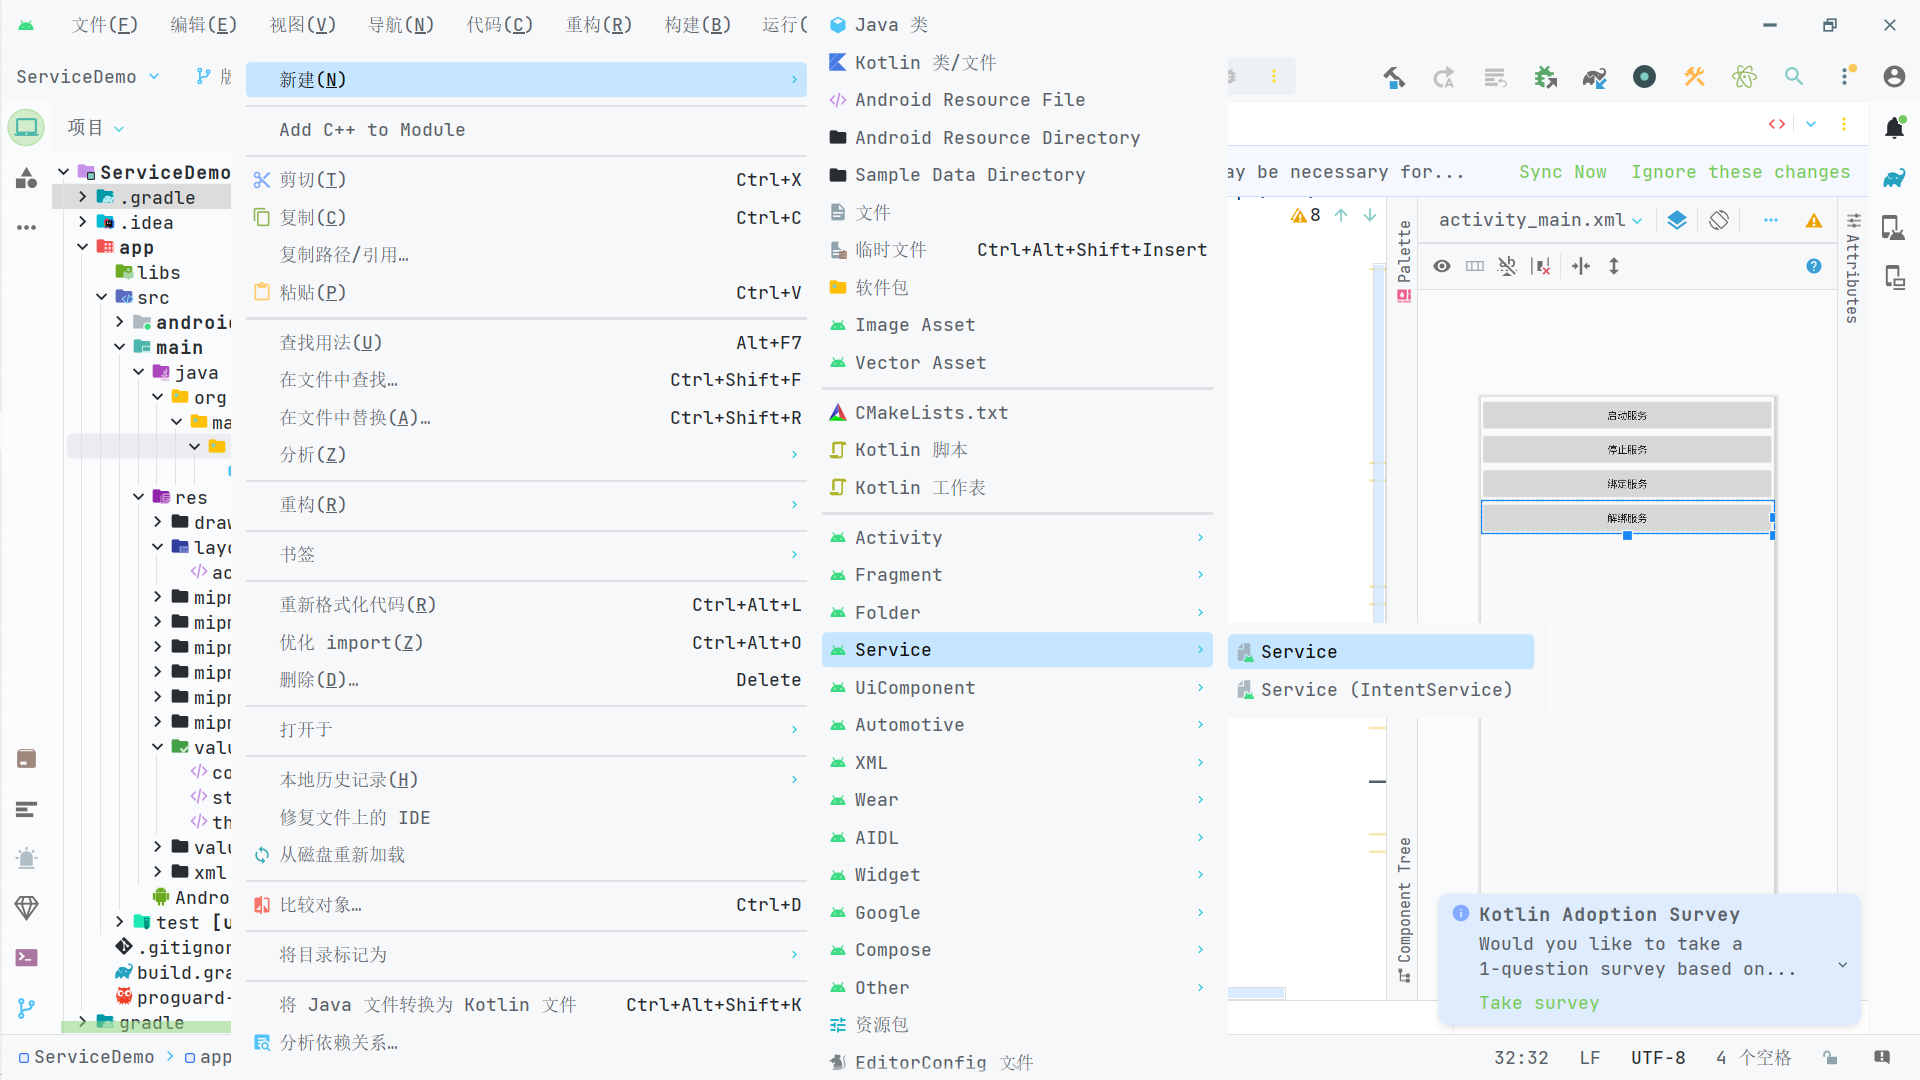 文件(F)
编辑(E)
视图(V)
导航(N)
代码(C)
重构(R)
构建(B)
运行(
ServiceDemo
版
项目
ServiceDemo
.gradle
.idea
app
libs
src
main
java
org
ma
res
layo
ao
mipm
mipm
mipm
mipm
mipm
mipm
valu
co
st
th
valu
xml
Andro
test [u
.gitignor
build.gra
proguard-
gradle
ServiceDemo
app
新建(N)
Add C++ to Module
剪切(T) Ctrl+X
复制(C) Ctrl+C
复制路径/引用…
粘贴(P) Ctrl+V
查找用法(U) Alt+F7
在文件中查找… Ctrl+Shift+F
在文件中替换(A)… Ctrl+Shift+R
分析(Z)
重构(R)
书签
重新格式化代码(R) Ctrl+Alt+L
优化 import(Z) Ctrl+Alt+O
删除(D)… Delete
打开于
本地历史记录(H)
修复文件上的 IDE
从磁盘重新加载
比较对象… Ctrl+D
将目录标记为
将 Java 文件转换为 Kotlin 文件 Ctrl+Alt+Shift+K
分析依赖关系…
Java 类
Kotlin 类/文件
Android Resource File
Android Resource Directory
Sample Data Directory
文件
临时文件 Ctrl+Alt+Shift+Insert
软件包
Image Asset
Vector Asset
CMakeLists.txt
Kotlin 脚本
Kotlin 工作表
Activity
Fragment
Folder
Service
UiComponent
Automotive
XML
Wear
AIDL
Widget
Google
Compose
Other
资源包
EditorConfig 文件
Service
Service (IntentService)
ay be necessary for...
Sync Now
Ignore these changes
8
Palette
activity_main.xml
Attributes
启动服务
停止服务
绑定服务
解绑服务
Component Tree
Kotlin Adoption Survey
Would you like to take a
1-question survey based on...
Take survey
32:32
LF
UTF-8
4 个空格